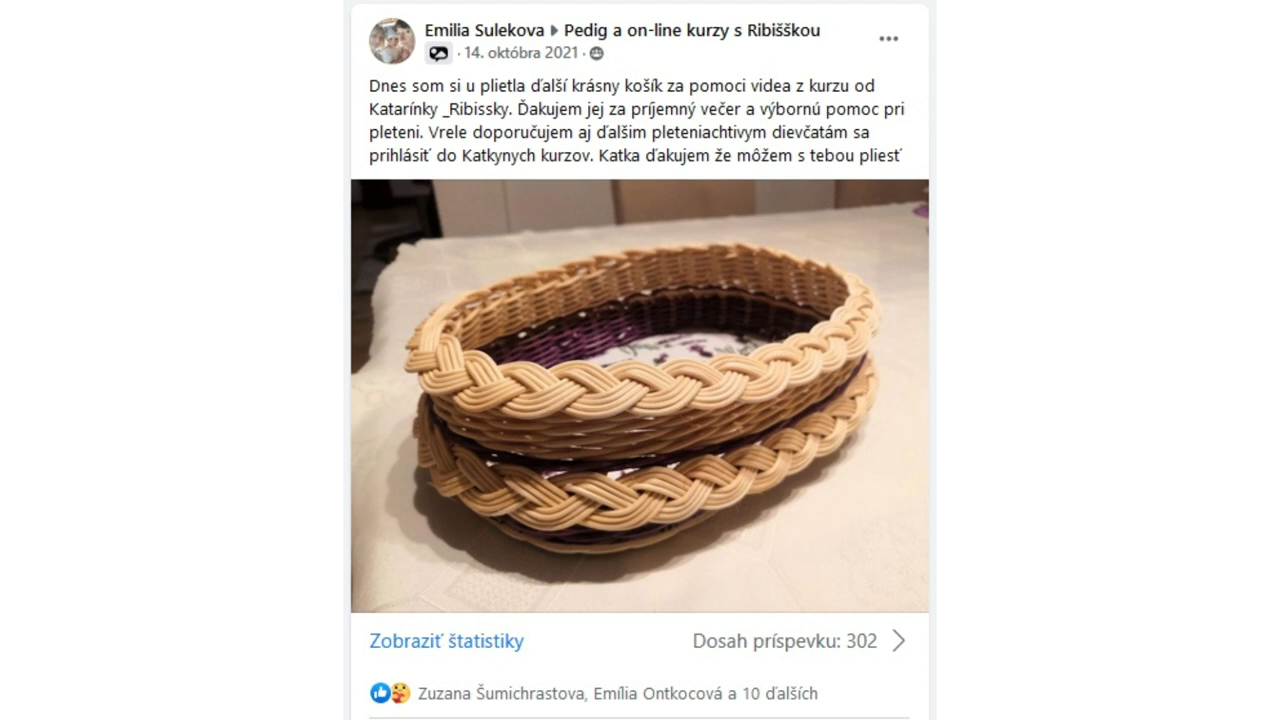 Emilia Sulekova ▸ Pedig a on-line kurzy s Ribišškou
· 14. októbra 2021 ·
Dnes som si u plietla ďalší krásny košík za pomoci videa z kurzu od
Katarínky _Ribissky. Ďakujem jej za príjemný večer a výbornú pomoc pri
pleteni. Vrele doporučujem aj ďalšim pleteniachtivym dievčatám sa
prihlásiť do Katkynych kurzov. Katka ďakujem že môžem s tebou pliesť
Zobraziť štatistiky
Dosah príspevku: 302
Zuzana Šumichrastova, Emília Ontkocová a 10 ďalších